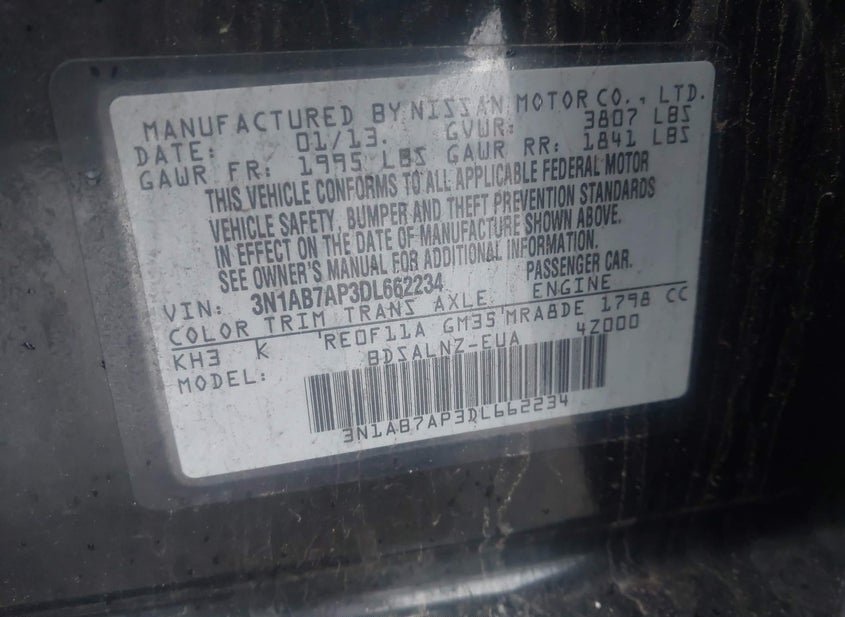 MANUFACTURED BY NISSAN MOTOR CO., LTD.
DATE: 01/13. GVWR: 3807 LBS
GAWR FR: 1995 LBS GAWR RR: 1841 LBS
THIS VEHICLE CONFORMS TO ALL APPLICABLE FEDERAL MOTOR
VEHICLE SAFETY, BUMPER AND THEFT PREVENTION STANDARDS
IN EFFECT ON THE DATE OF MANUFACTURE SHOWN ABOVE.
SEE OWNER'S MANUAL FOR ADDITIONAL INFORMATION.
VIN: 3N1AB7AP3DL662234 PASSENGER CAR.
COLOR TRIM TRANS AXLE ENGINE
KH3 K RE0F11A GM35 MRA8DE 1798 CC
MODEL: BDSALNZ-EUA 4Z000
3N1AB7AP3DL662234